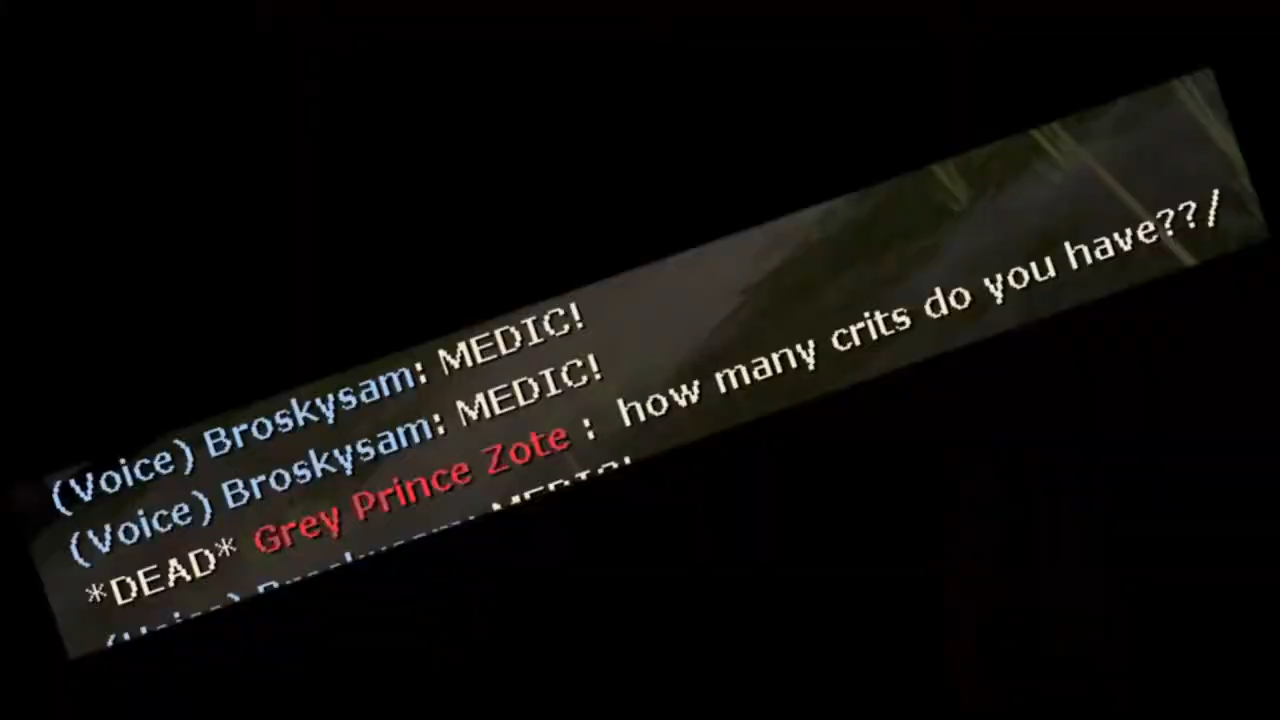 (Voice) Broskysam: MEDIC!
(Voice) Broskysam: MEDIC!
*DEAD* Grey Prince Zote : how many crits do you have??/